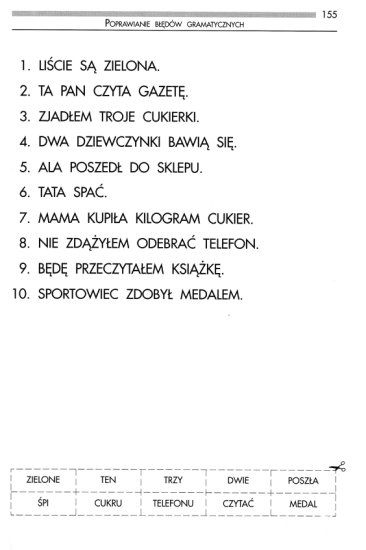 155
POPRAWIANIE BŁĘDÓW GRAMATYCZNYCH
1. LIŚCIE SĄ ZIELONA.
2. TA PAN CZYTA GAZETĘ.
3. ZJADŁEM TROJE CUKIERKI.
4. DWA DZIEWCZYNKI BAWIĄ SIĘ.
5. ALA POSZEDŁ DO SKLEPU.
6. TATA SPAĆ.
7. MAMA KUPIŁA KILOGRAM CUKIER.
8. NIE ZDĄŻYŁEM ODEBRAĆ TELEFON.
9. BĘDĘ PRZECZYTAŁEM KSIĄŻKĘ.
10. SPORTOWIEC ZDOBYŁ MEDALEM.
ZIELONE TEN TRZY DWIE POSZŁA
ŚPI CUKRU TELEFONU CZYTAĆ MEDAL